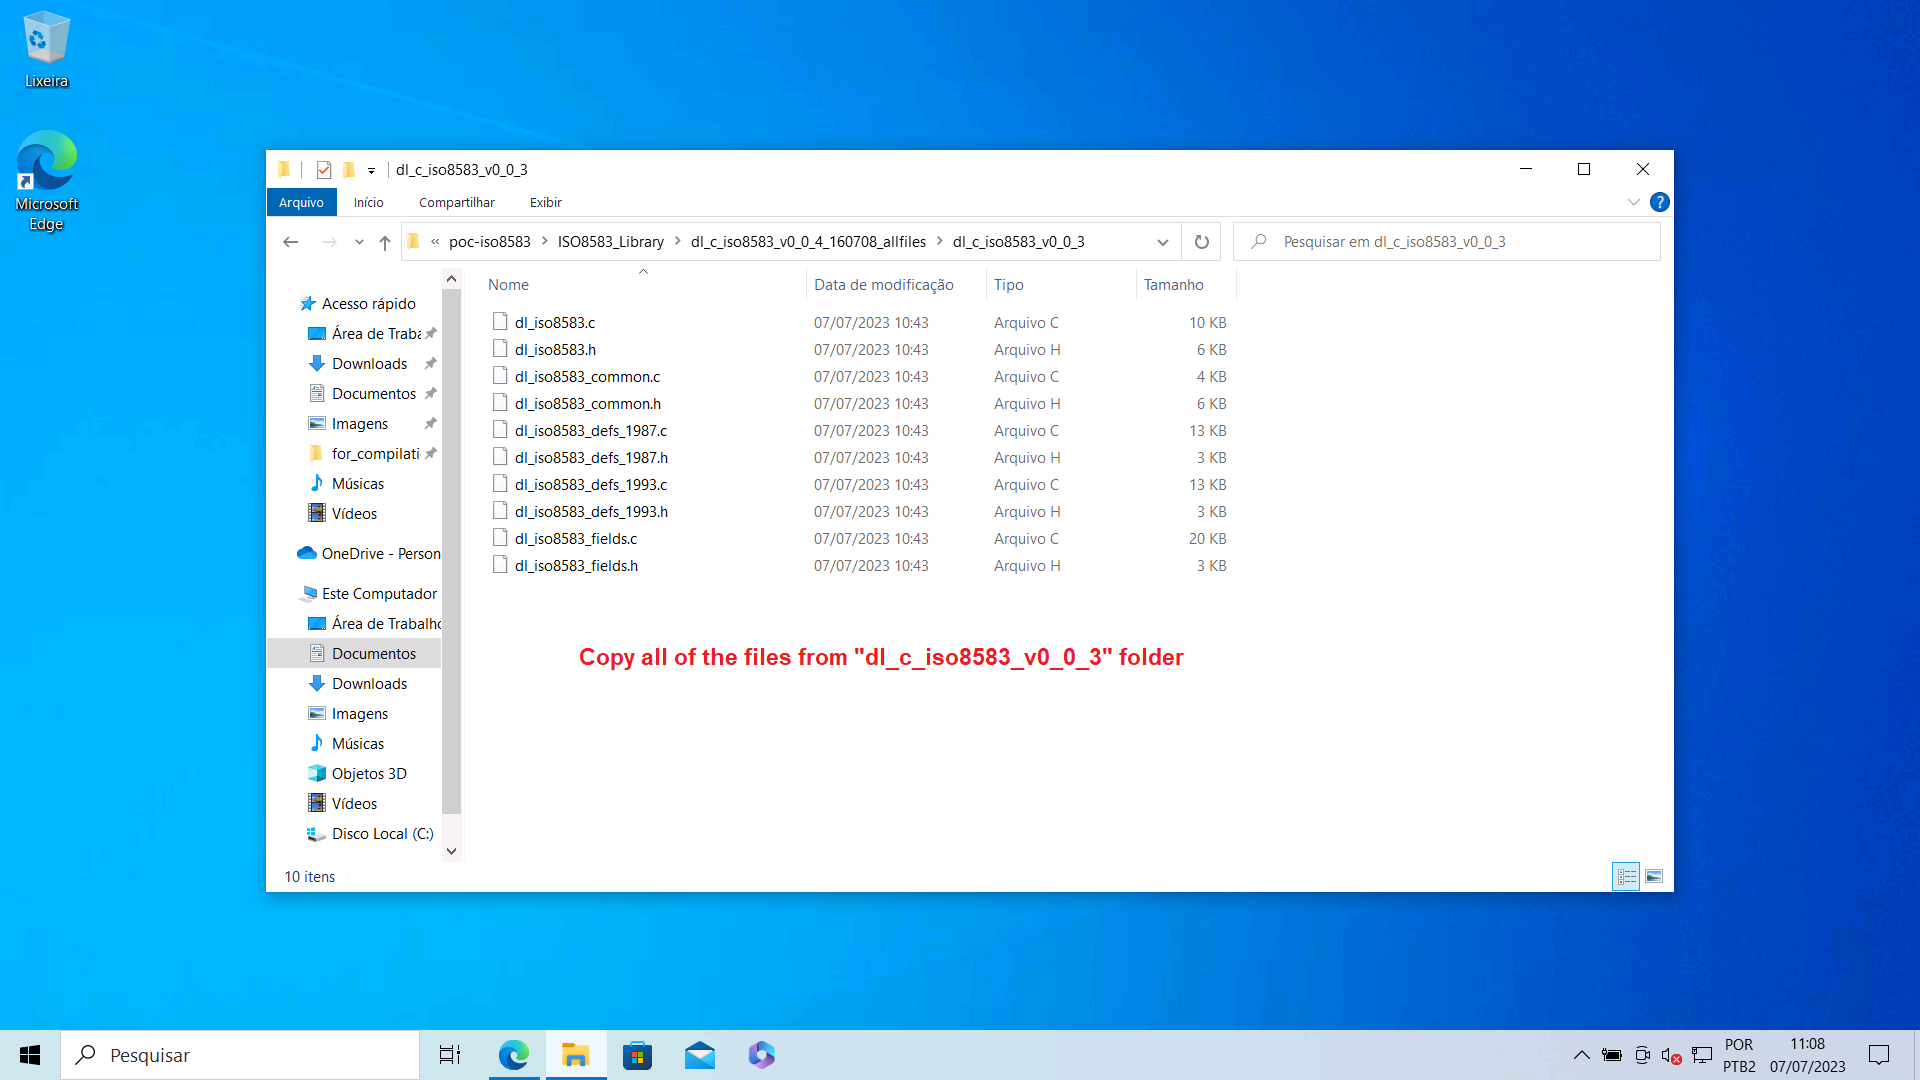 Lixeira
Microsoft
Edge
dl_c_iso8583_v0_0_3
Arquivo Início Compartilhar Exibir
« poc-iso8583 > ISO8583_Library > dl_c_iso8583_v0_0_4_160708_allfiles > dl_c_iso8583_v0_0_3
Pesquisar em dl_c_iso8583_v0_0_3
Acesso rápido
Área de Traba
Downloads
Documentos
Imagens
for_compilati
Músicas
Vídeos
OneDrive - Person
Este Computador
Área de Trabalho
Documentos
Downloads
Imagens
Músicas
Objetos 3D
Vídeos
Disco Local (C:)
Nome Data de modificação Tipo Tamanho
dl_iso8583.c 07/07/2023 10:43 Arquivo C 10 KB
dl_iso8583.h 07/07/2023 10:43 Arquivo H 6 KB
dl_iso8583_common.c 07/07/2023 10:43 Arquivo C 4 KB
dl_iso8583_common.h 07/07/2023 10:43 Arquivo H 6 KB
dl_iso8583_defs_1987.c 07/07/2023 10:43 Arquivo C 13 KB
dl_iso8583_defs_1987.h 07/07/2023 10:43 Arquivo H 3 KB
dl_iso8583_defs_1993.c 07/07/2023 10:43 Arquivo C 13 KB
dl_iso8583_defs_1993.h 07/07/2023 10:43 Arquivo H 3 KB
dl_iso8583_fields.c 07/07/2023 10:43 Arquivo C 20 KB
dl_iso8583_fields.h 07/07/2023 10:43 Arquivo H 3 KB
Copy all of the files from "dl_c_iso8583_v0_0_3" folder
10 itens
Pesquisar
POR
PTB2
11:08
07/07/2023